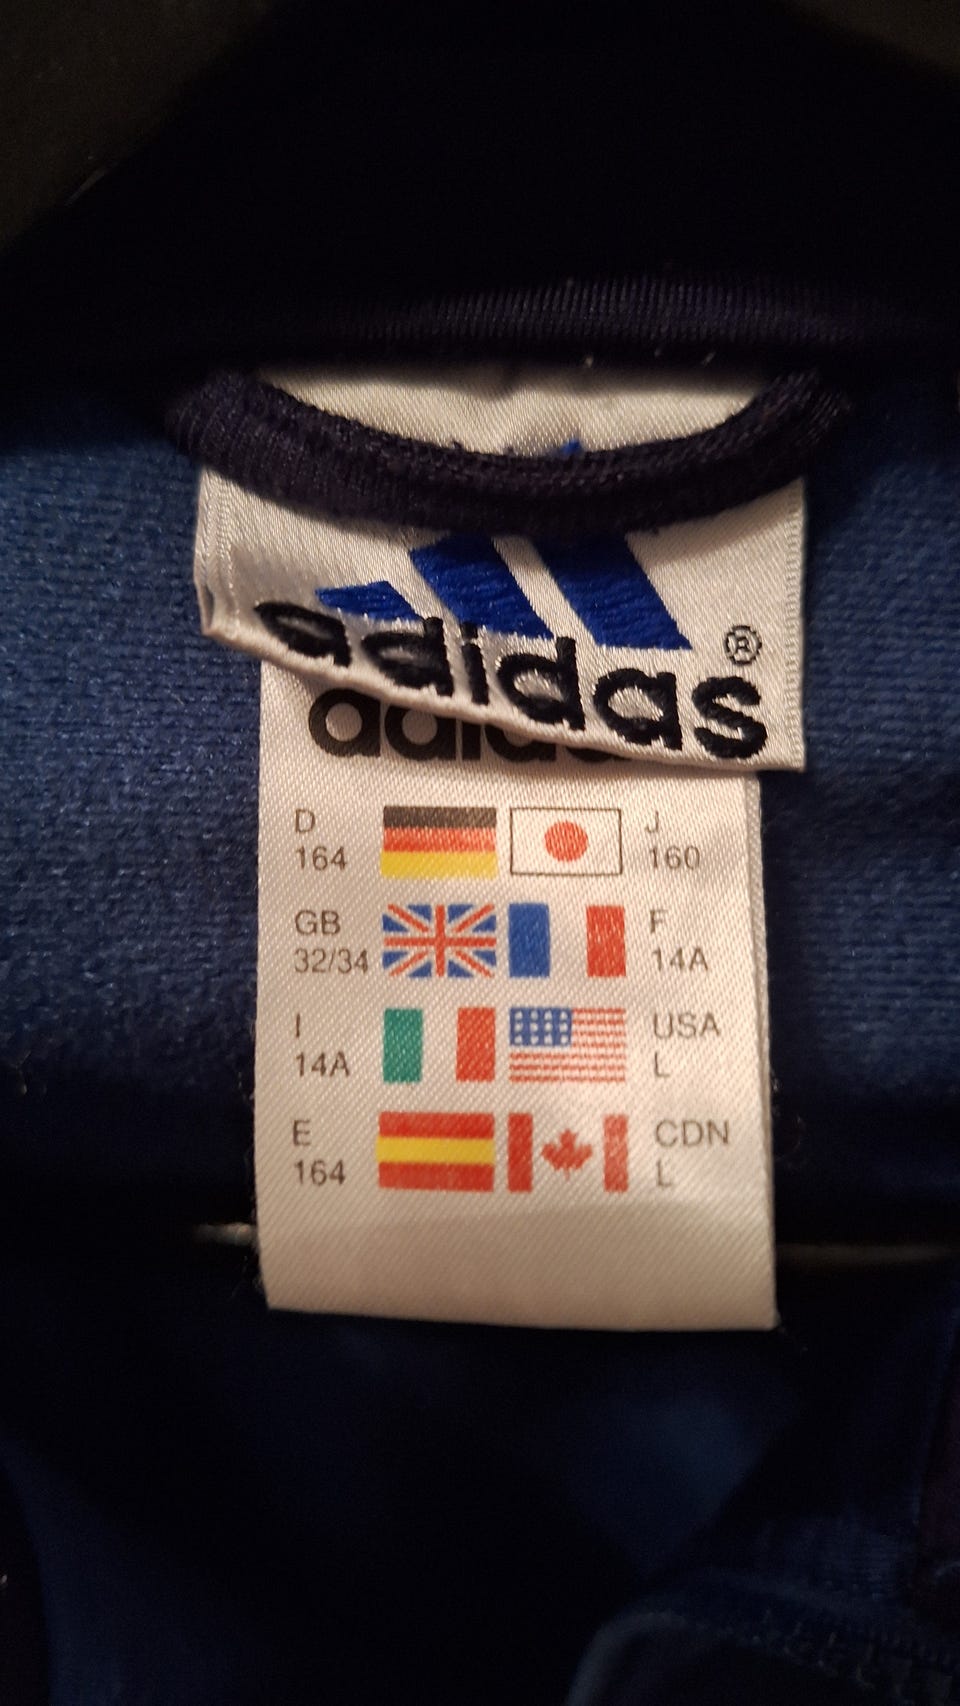 adidas ®
adidas
D
164
J
160
GB
32/34
F
14A
I
14A
USA
L
E
164
CDN
L